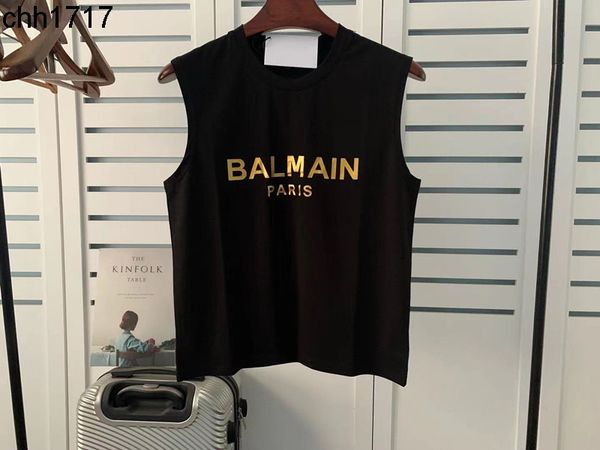 chh1717
BALMAIN
PARIS
THE
KINFOLK
TABLE